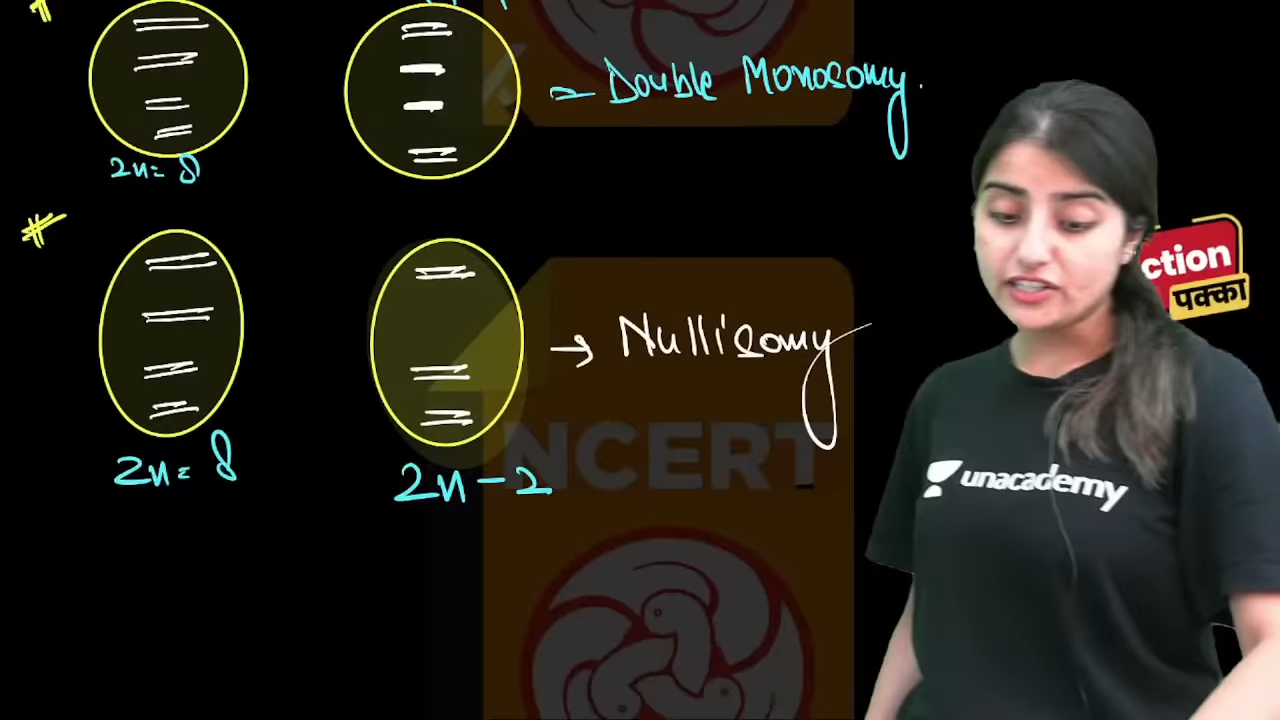 = Double Monosomy.
2n = 8
ction
पक्का
→ Nullisomy
NCERT
2n = 8
2n - 2
unacademy